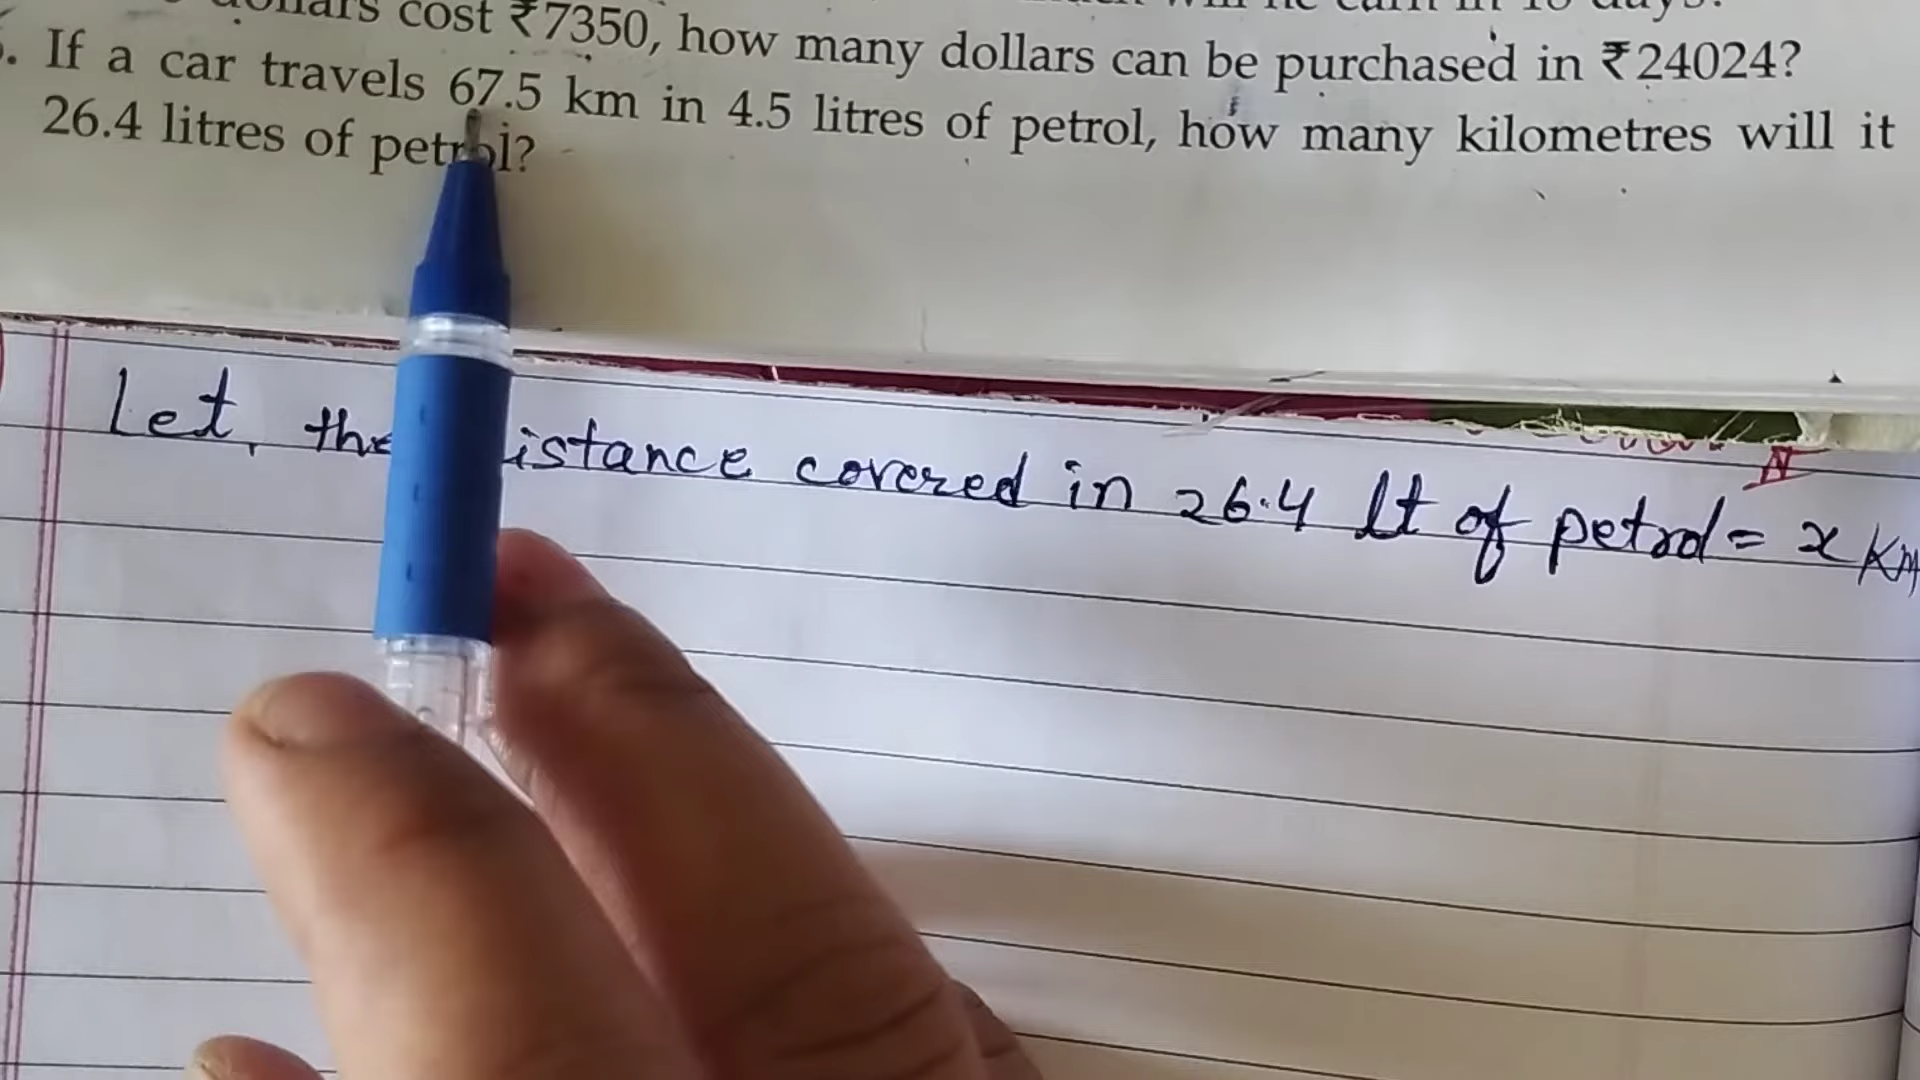 cost ₹7350, how many dollars can be purchased in ₹24024?
. If a car travels 67.5 km in 4.5 litres of petrol, how many kilometres will it
26.4 litres of petrol?
Let, the istance covered in 26.4 lt of petrol = x KM